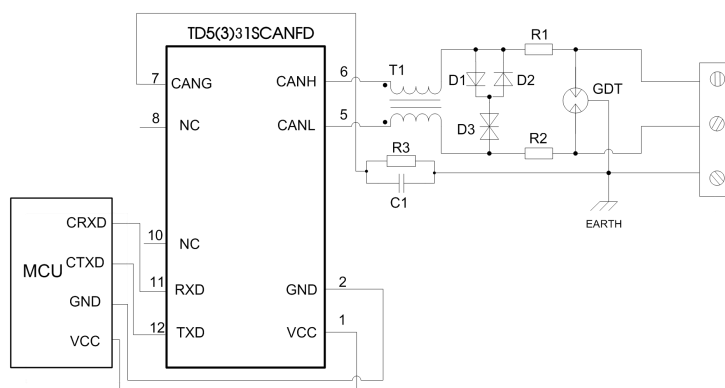 TD5(3)31SCANFD
7
CANG
CANH
6
T1
R1
D1
D2
GDT
8
NC
CANL
5
D3
R2
R3
C1
EARTH
MCU
CRXD
10
NC
CTXD
11
RXD
GND
2
GND
12
TXD
VCC
1
VCC